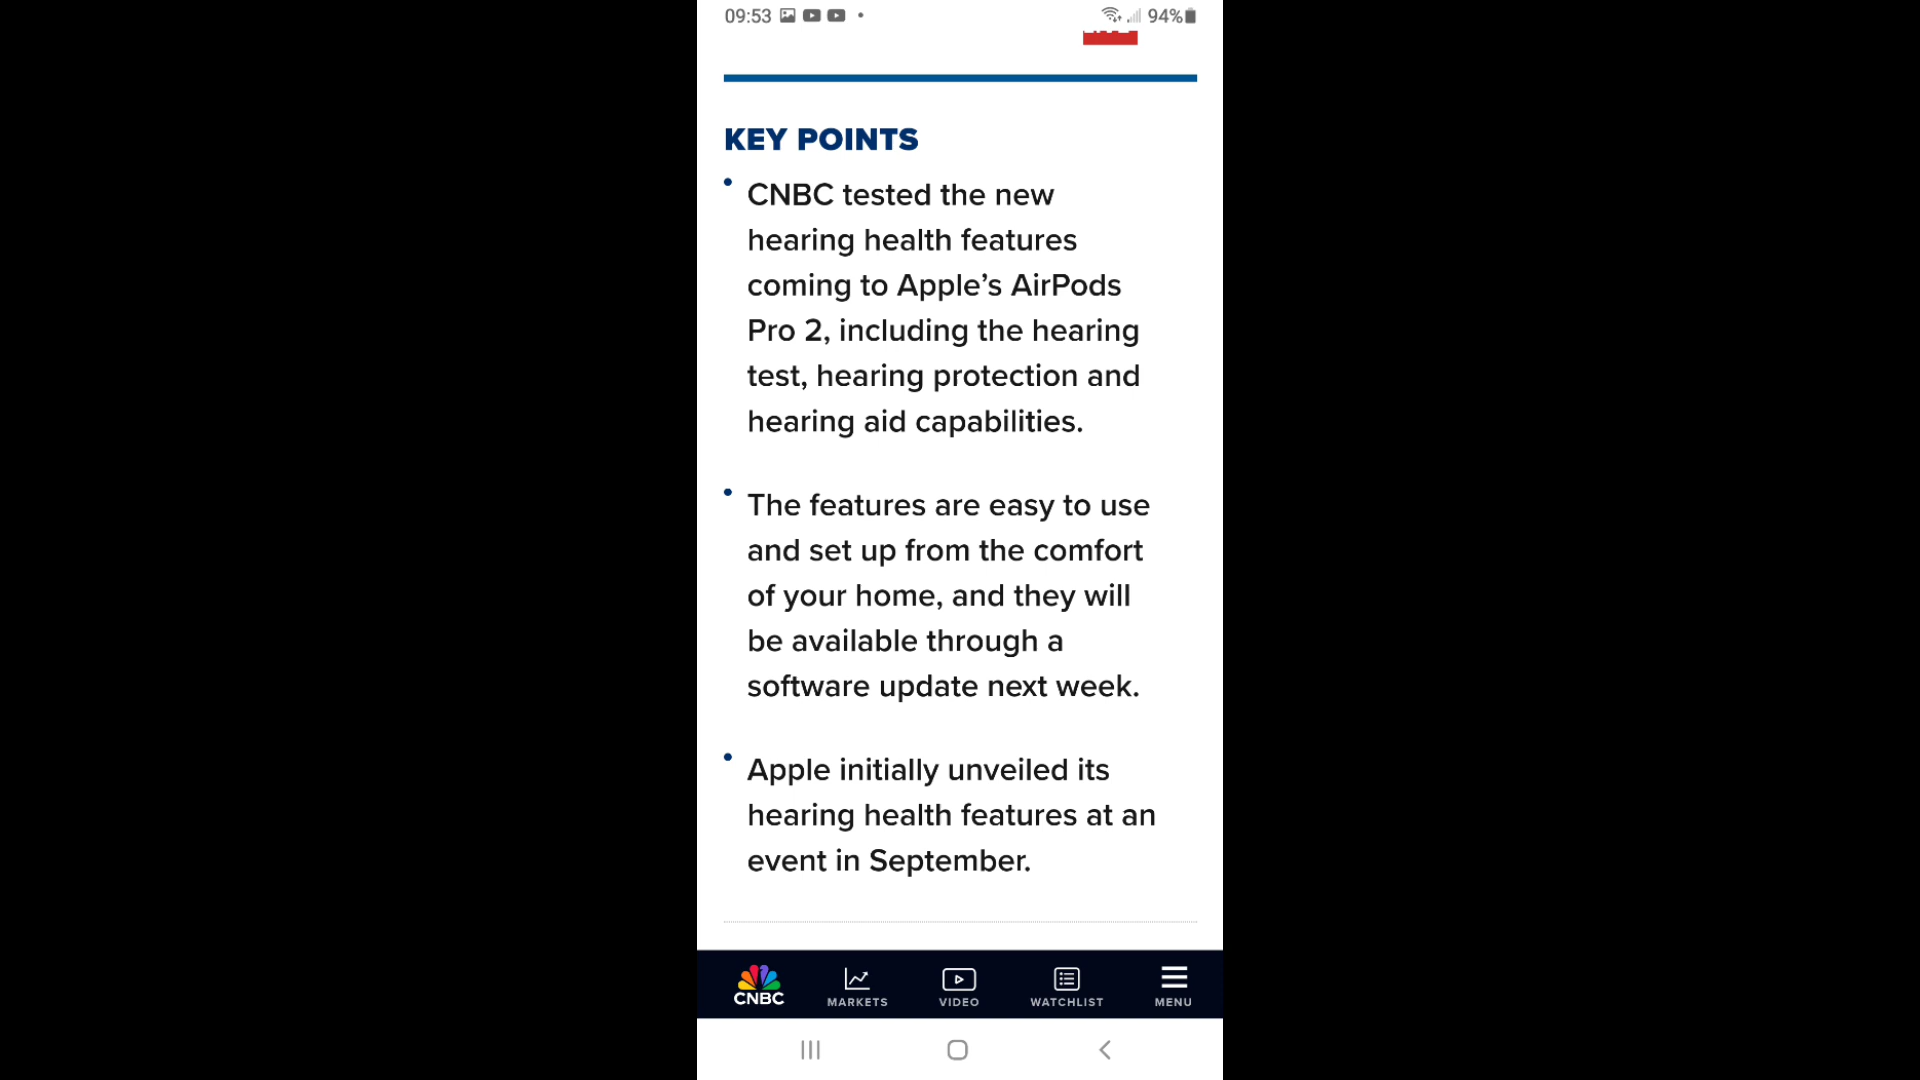 09:53
94%
KEY POINTS
• CNBC tested the new
hearing health features
coming to Apple’s AirPods
Pro 2, including the hearing
test, hearing protection and
hearing aid capabilities.
• The features are easy to use
and set up from the comfort
of your home, and they will
be available through a
software update next week.
• Apple initially unveiled its
hearing health features at an
event in September.
CNBC
MARKETS
VIDEO
WATCHLIST
MENU